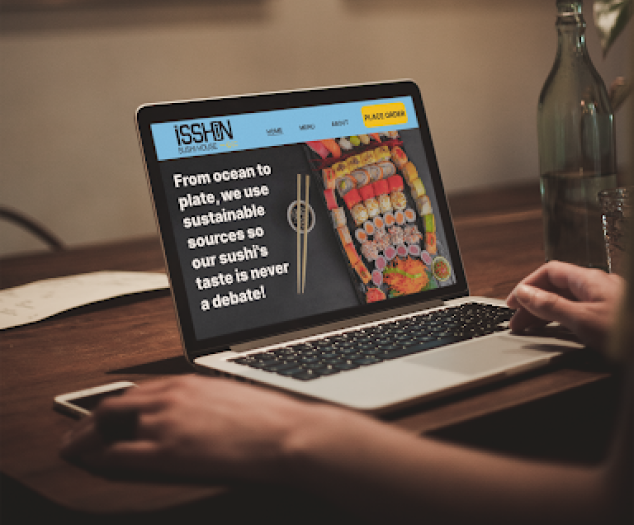 iSSHiN
SUSHI HOUSE
HOME
MENU
ABOUT
PLACE ORDER
From ocean to
plate, we use
sustainable
sources so
our sushi's
taste is never
a debate!